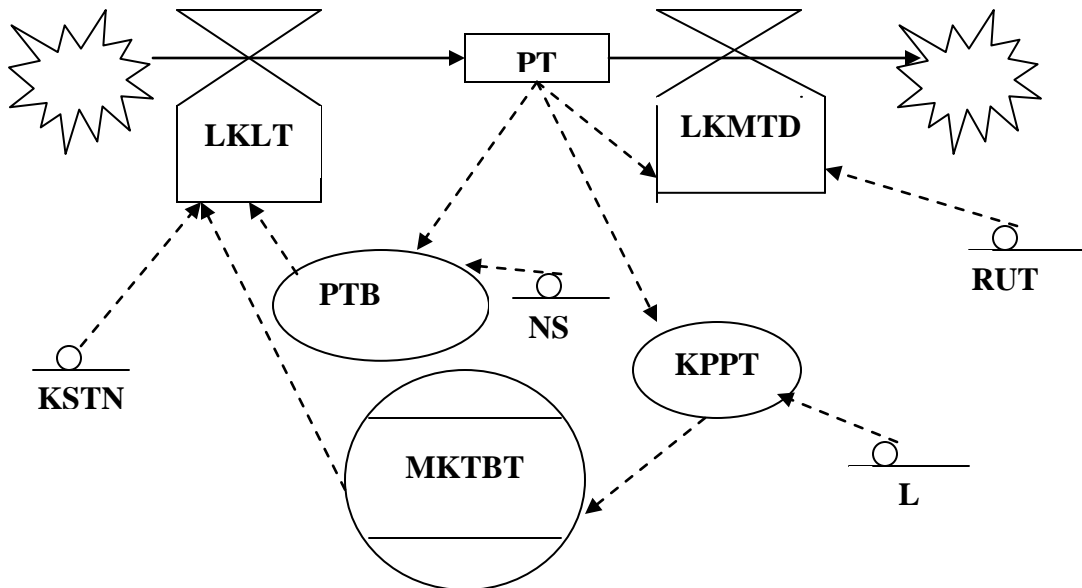 PT
LKLT
LKMTD
RUT
PTB
NS
KPPT
KSTN
MKTBT
L